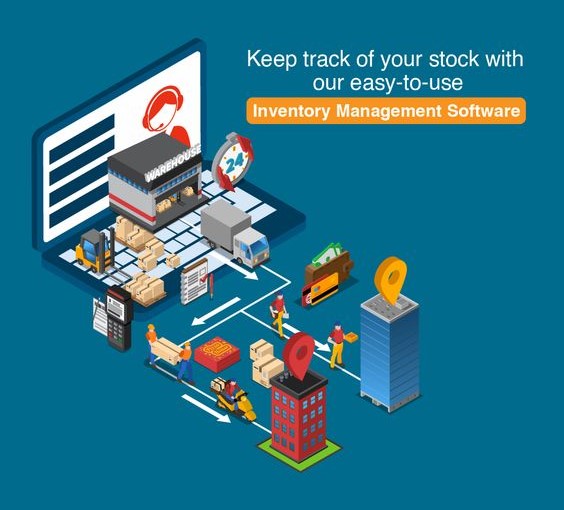 Keep track of your stock with
our easy-to-use
Inventory Management Software
WAREHOUSE
24